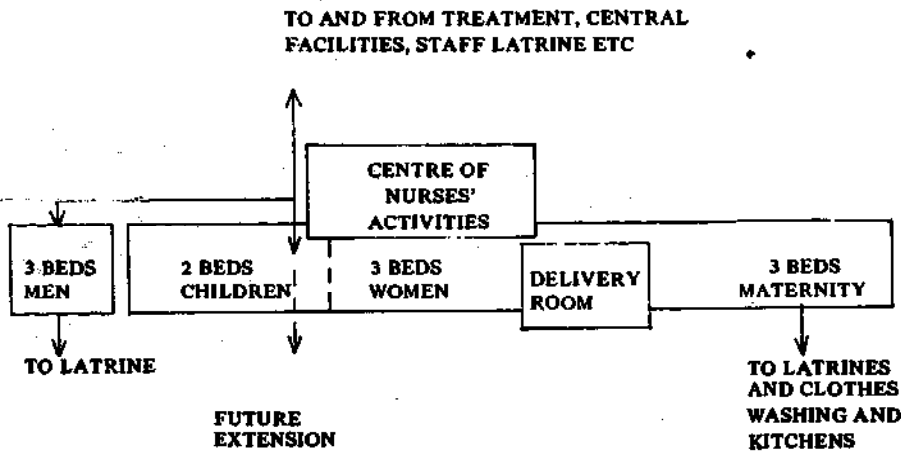 TO AND FROM TREATMENT, CENTRAL
FACILITIES, STAFF LATRINE ETC
CENTRE OF
NURSES'
ACTIVITIES
3 BEDS
MEN
2 BEDS
CHILDREN
3 BEDS
WOMEN
DELIVERY
ROOM
3 BEDS
MATERNITY
TO LATRINE
TO LATRINES
AND CLOTHES
WASHING AND
KITCHENS
FUTURE
EXTENSION